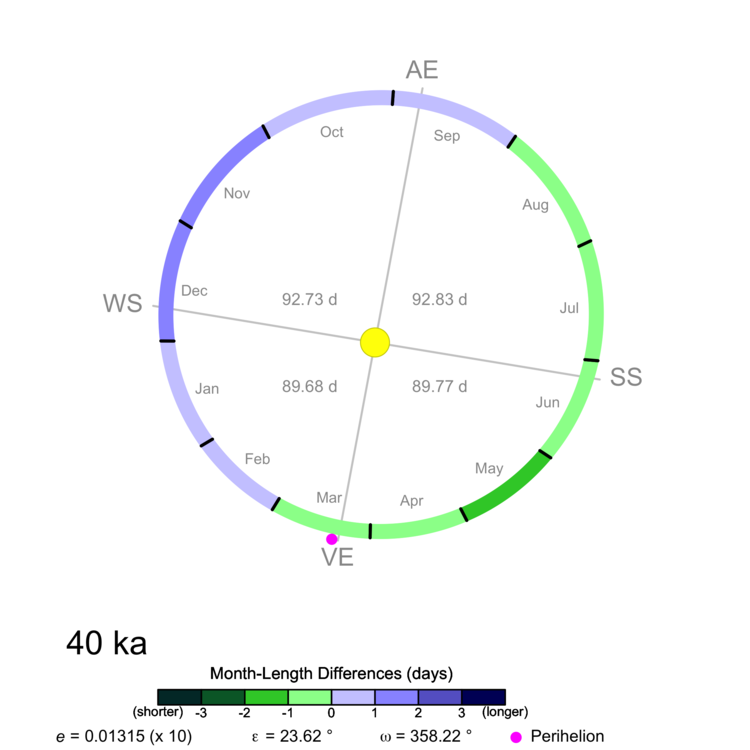 AE
Oct
Sep
Nov
Aug
Dec
WS
92.73 d
92.83 d
Jul
SS
89.68 d
89.77 d
Jan
Jun
Feb
May
Mar
Apr
VE
40 ka
Month-Length Differences (days)
(shorter) -3 -2 -1 0 1 2 3 (longer)
e = 0.01315 (x 10) ε = 23.62 ° ω = 358.22 ° Perihelion